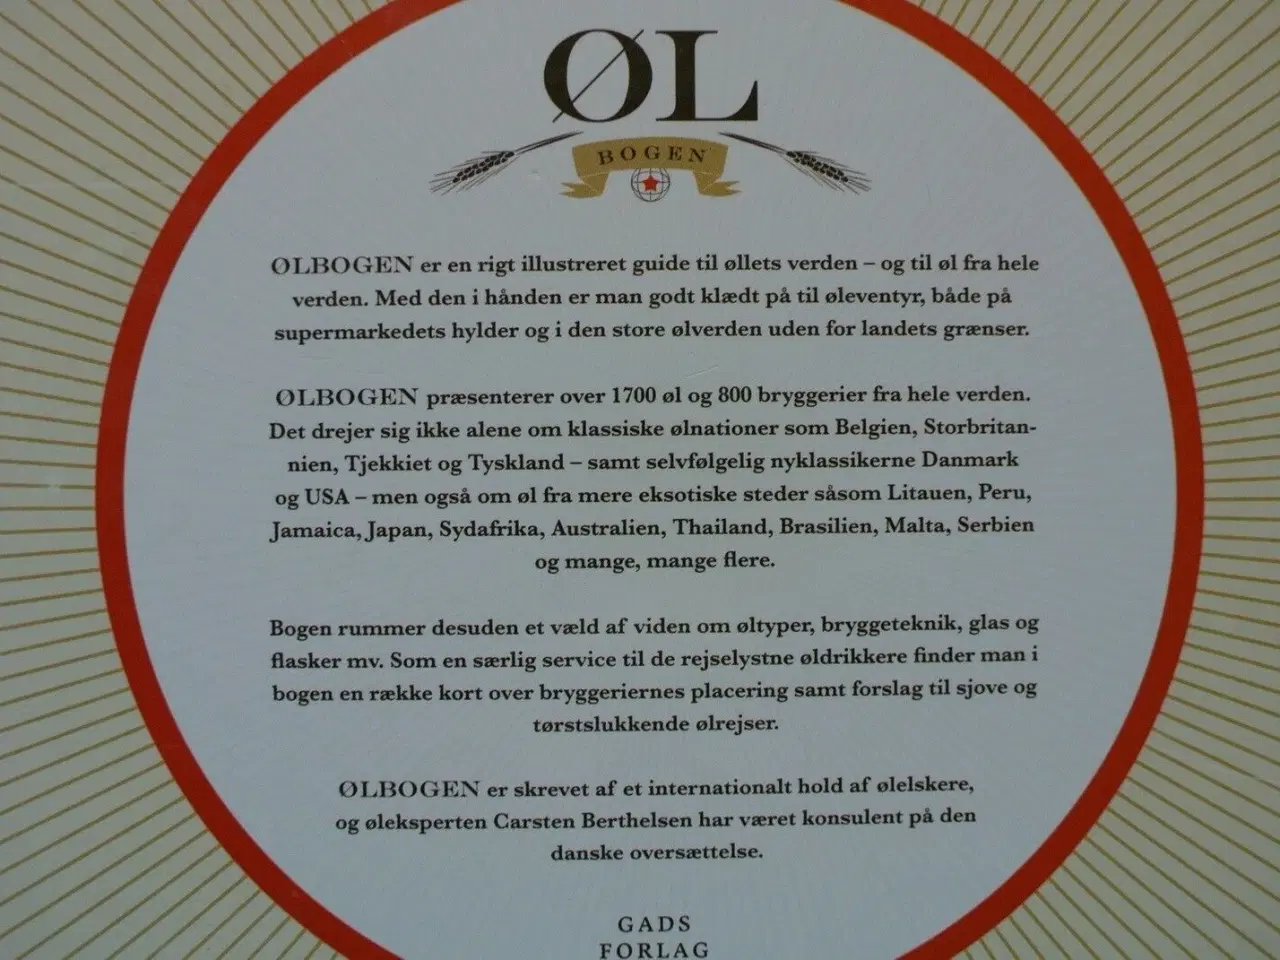 ØL
BOGEN
ØLBOGEN er en rigt illustreret guide til øllets verden – og til øl fra hele
verden. Med den i hånden er man godt klædt på til øleventyr, både på
supermarkedets hylder og i den store ølverden uden for landets grænser.
ØLBOGEN præsenterer over 1700 øl og 800 bryggerier fra hele verden.
Det drejer sig ikke alene om klassiske ølnationer som Belgien, Storbritan-
nien, Tjekkiet og Tyskland – samt selvfølgelig nyklassikerne Danmark
og USA – men også om øl fra mere eksotiske steder såsom Litauen, Peru,
Jamaica, Japan, Sydafrika, Australien, Thailand, Brasilien, Malta, Serbien
og mange, mange flere.
Bogen rummer desuden et væld af viden om øltyper, bryggeteknik, glas og
flasker mv. Som en særlig service til de rejselystne øldrikkere finder man i
bogen en række kort over bryggeriernes placering samt forslag til sjove og
tørstslukkende ølrejser.
ØLBOGEN er skrevet af et internationalt hold af ølelskere,
og øleksperten Carsten Berthelsen har været konsulent på den
danske oversættelse.
GADS
FORLAG